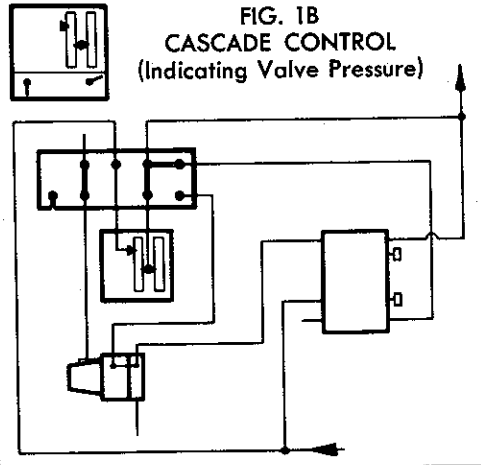 FIG. 1B
CASCADE CONTROL
(Indicating Valve Pressure)